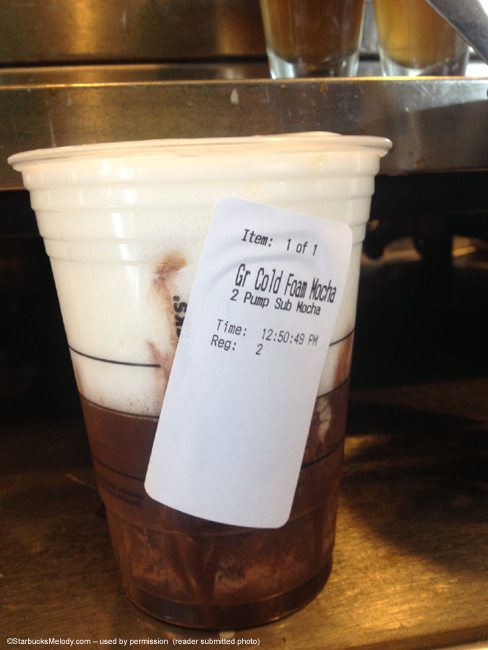 Item: 1 of 1
Gr Cold Foam Mocha
2 Pump Sub Mocha
Time: 12:50:49 PM
Reg: 2
©StarbucksMelody.com – used by permission (reader submitted photo)